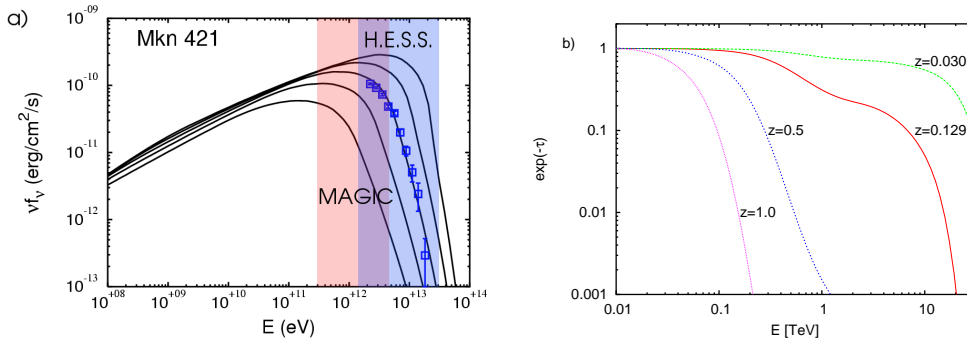 a)
Mkn 421
H.E.S.S.
MAGIC
νfν (erg/cm²/s)
10⁻⁰⁹
10⁻¹⁰
10⁻¹¹
10⁻¹²
10⁻¹³
10⁺⁰⁸
10⁺⁰⁹
10⁺¹⁰
10⁺¹¹
10⁺¹²
10⁺¹³
10⁺¹⁴
E (eV)
b)
z=0.030
z=0.129
z=0.5
z=1.0
exp(-τ)
1
0.1
0.01
0.001
0.01
0.1
1
10
E [TeV]